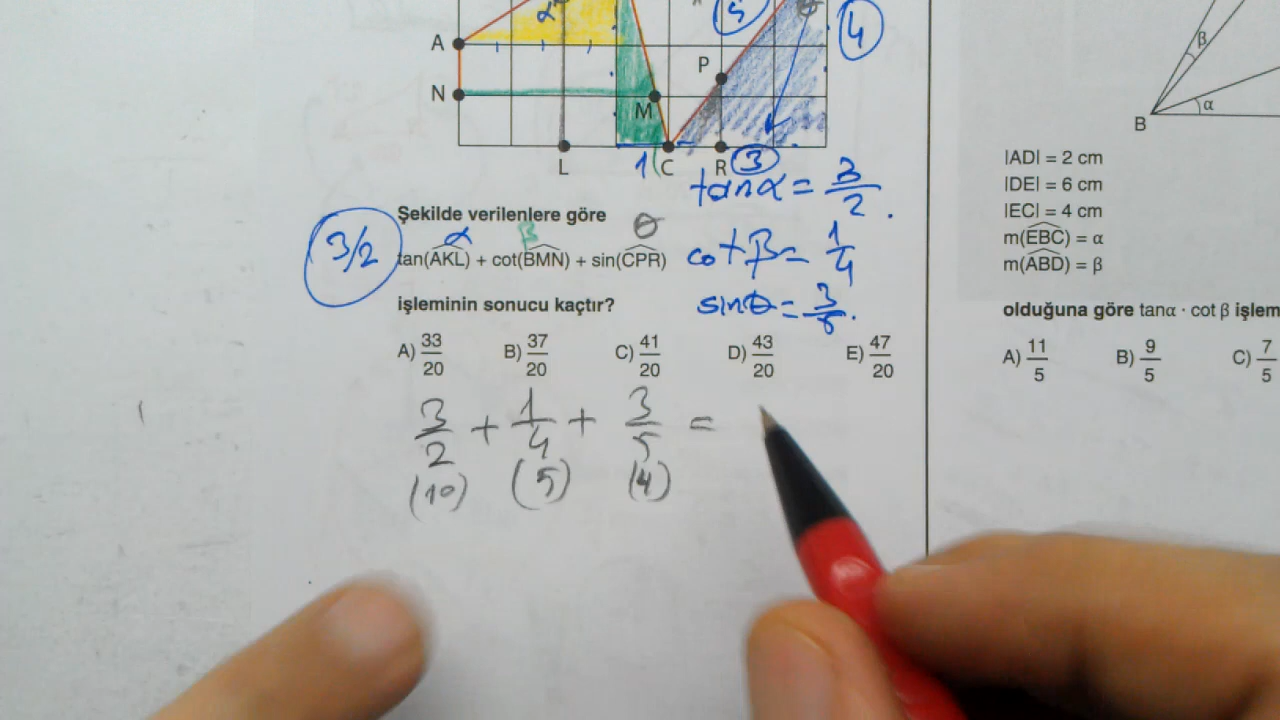 α
5
θ
4
A
N
M
P
L
1
C
R
3
tanα = 3/2.
Şekilde verilenlere göre
α
β
θ
3/2
tan(AKL) + cot(BMN) + sin(CPR)
cotβ = 1/4
sinθ = 3/5.
işleminin sonucu kaçtır?
A) 33/20 B) 37/20 C) 41/20 D) 43/20 E) 47/20
3/2 + 1/4 + 3/5 =
(10) (5) (4)
β
α
B
|AD| = 2 cm
|DE| = 6 cm
|EC| = 4 cm
m(EBC) = α
m(ABD) = β
olduğuna göre tanα · cot β işlem
A) 11/5 B) 9/5 C) 7/5